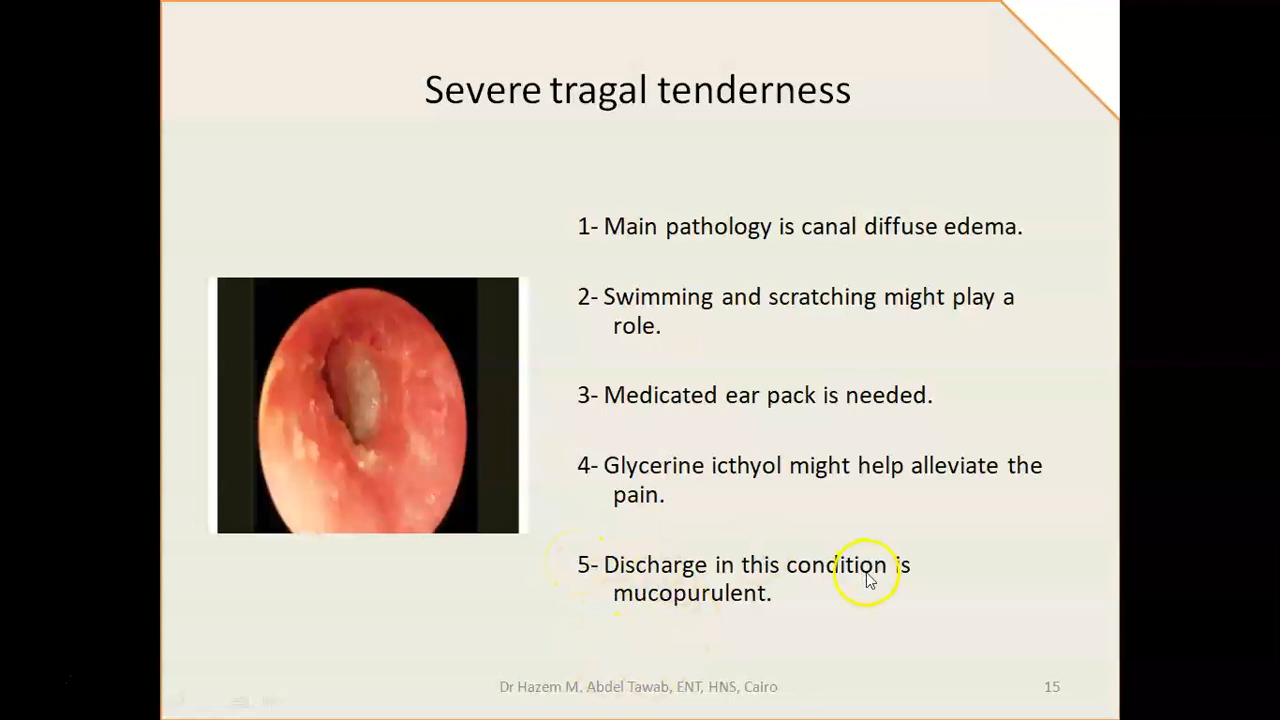 Severe tragal tenderness
1- Main pathology is canal diffuse edema.
2- Swimming and scratching might play a
role.
3- Medicated ear pack is needed.
4- Glycerine icthyol might help alleviate the
pain.
5- Discharge in this condition is
mucopurulent.
Dr Hazem M. Abdel Tawab, ENT, HNS, Cairo
15